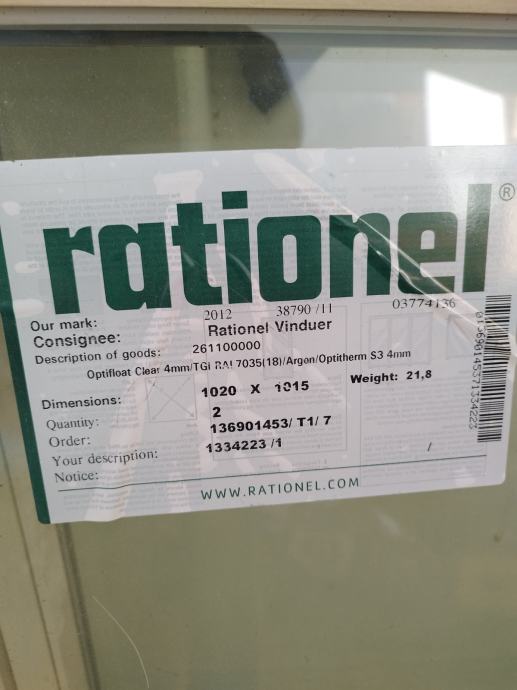 rationel®
Our mark: 2012 38790 /11 03774136
Consignee: Rationel Vinduer
Description of goods: 261100000
Optifloat Clear 4mm/TGI RAL 7035(18)/Argon/Optitherm S3 4mm
Dimensions: 1020 X 1015 Weight: 21,8
Quantity: 2
Order: 136901453/ T1/ 7
Your description: 1334223 /1
Notice: /
WWW.RATIONEL.COM